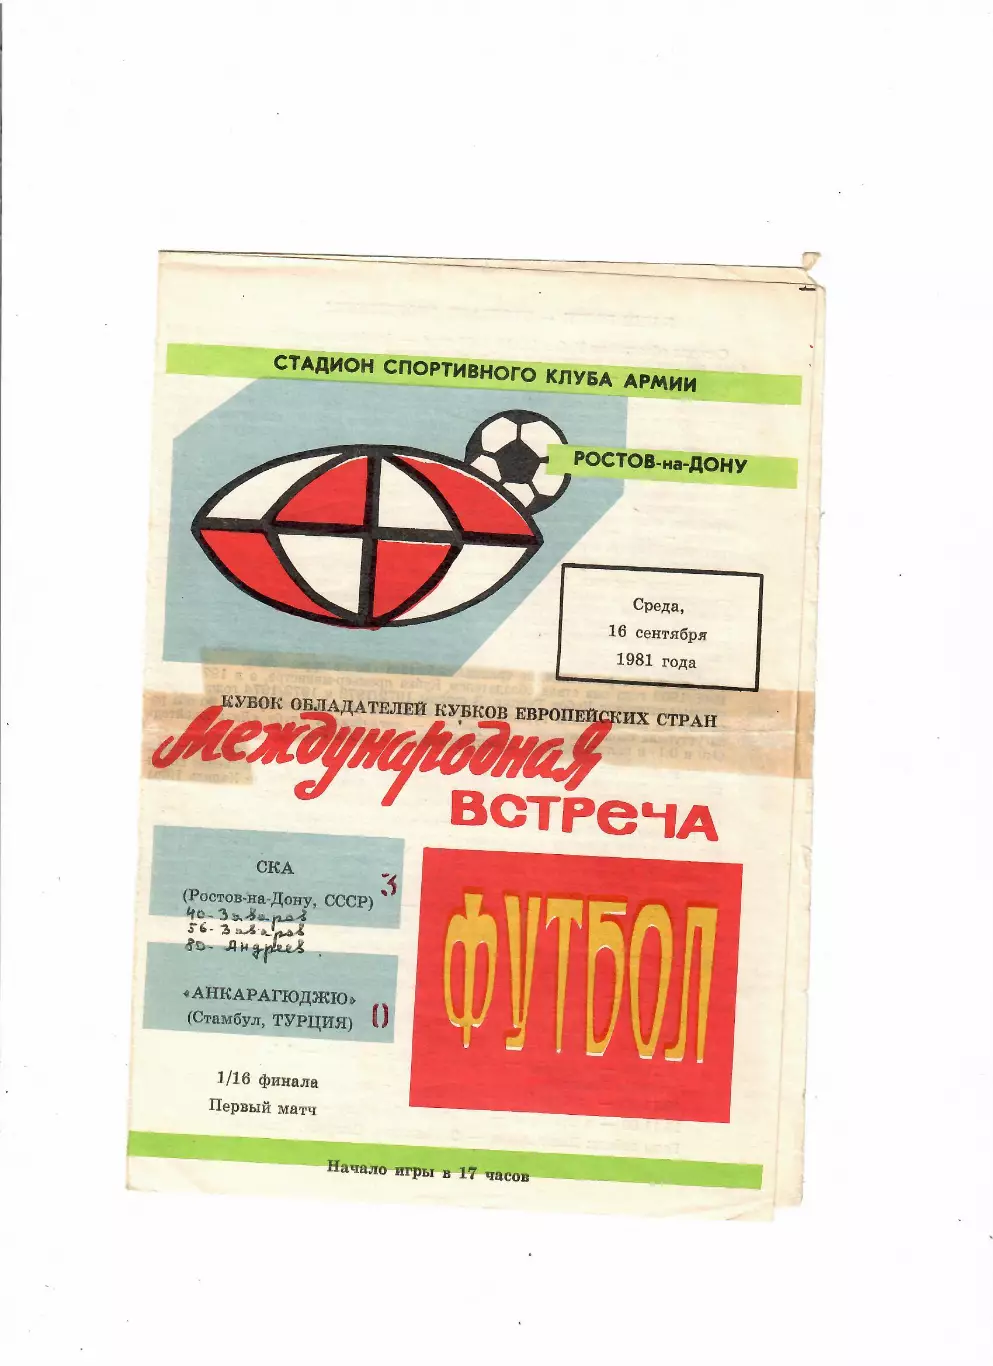 СТАДИОН СПОРТИВНОГО КЛУБА АРМИИ
РОСТОВ-на-ДОНУ
Среда,
16 сентября
1981 года
КУБОК ОБЛАДАТЕЛЕЙ КУБКОВ ЕВРОПЕЙСКИХ СТРАН
Международная
ВСТРЕЧА
СКА
(Ростов-на-Дону, СССР) 3
40-Заваров
56-Заваров
80-Андреев
«АНКАРАГЮДЖЮ»
(Стамбул, ТУРЦИЯ) 0
ФУТБОЛ
1/16 финала
Первый матч
Начало игры в 17 часов